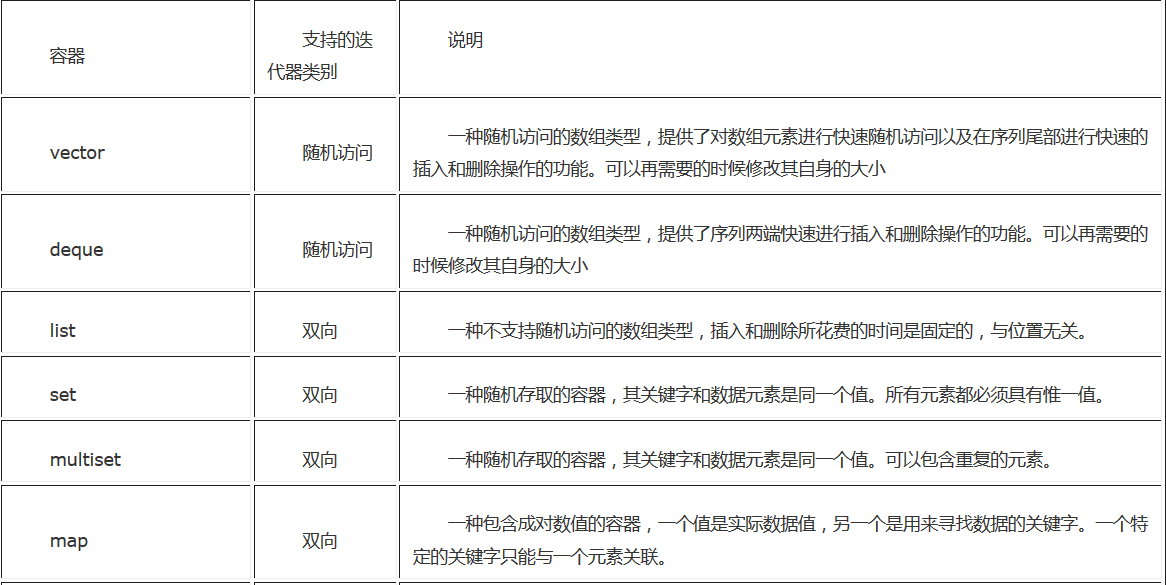 容器
支持的迭
代器类别
说明
vector
随机访问
一种随机访问的数组类型，提供了对数组元素进行快速随机访问以及在序列尾部进行快速的
插入和删除操作的功能。可以再需要的时候修改其自身的大小
deque
随机访问
一种随机访问的数组类型，提供了序列两端快速进行插入和删除操作的功能。可以再需要的
时候修改其自身的大小
list
双向
一种不支持随机访问的数组类型，插入和删除所花费的时间是固定的，与位置无关。
set
双向
一种随机存取的容器，其关键字和数据元素是同一个值。所有元素都必须具有惟一值。
multiset
双向
一种随机存取的容器，其关键字和数据元素是同一个值。可以包含重复的元素。
map
双向
一种包含成对数值的容器，一个值是实际数据值，另一个是用来寻找数据的关键字。一个特
定的关键字只能与一个元素关联。